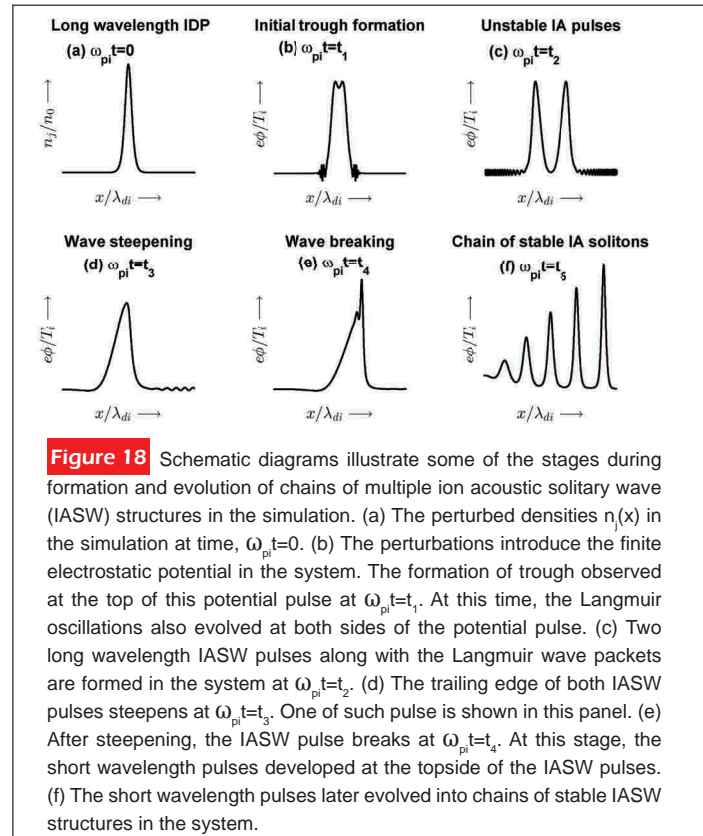 Long wavelength IDP
(a) ω_pi t=0
n_j/n_0
x/λ_di
Initial trough formation
(b) ω_pi t=t_1
eϕ/T_i
x/λ_di
Unstable IA pulses
(c) ω_pi t=t_2
eϕ/T_i
x/λ_di
Wave steepening
(d) ω_pi t=t_3
eϕ/T_i
x/λ_di
Wave breaking
(e) ω_pi t=t_4
eϕ/T_i
x/λ_di
Chain of stable IA solitons
(f) ω_pi t=t_5
eϕ/T_i
x/λ_di
Figure 18 Schematic diagrams illustrate some of the stages during
formation and evolution of chains of multiple ion acoustic solitary wave
(IASW) structures in the simulation. (a) The perturbed densities n_j(x) in
the simulation at time, ω_pi t=0. (b) The perturbations introduce the finite
electrostatic potential in the system. The formation of trough observed
at the top of this potential pulse at ω_pi t=t_1. At this time, the Langmuir
oscillations also evolved at both sides of the potential pulse. (c) Two
long wavelength IASW pulses along with the Langmuir wave packets
are formed in the system at ω_pi t=t_2. (d) The trailing edge of both IASW
pulses steepens at ω_pi t=t_3. One of such pulse is shown in this panel. (e)
After steepening, the IASW pulse breaks at ω_pi t=t_4. At this stage, the
short wavelength pulses developed at the topside of the IASW pulses.
(f) The short wavelength pulses later evolved into chains of stable IASW
structures in the system.